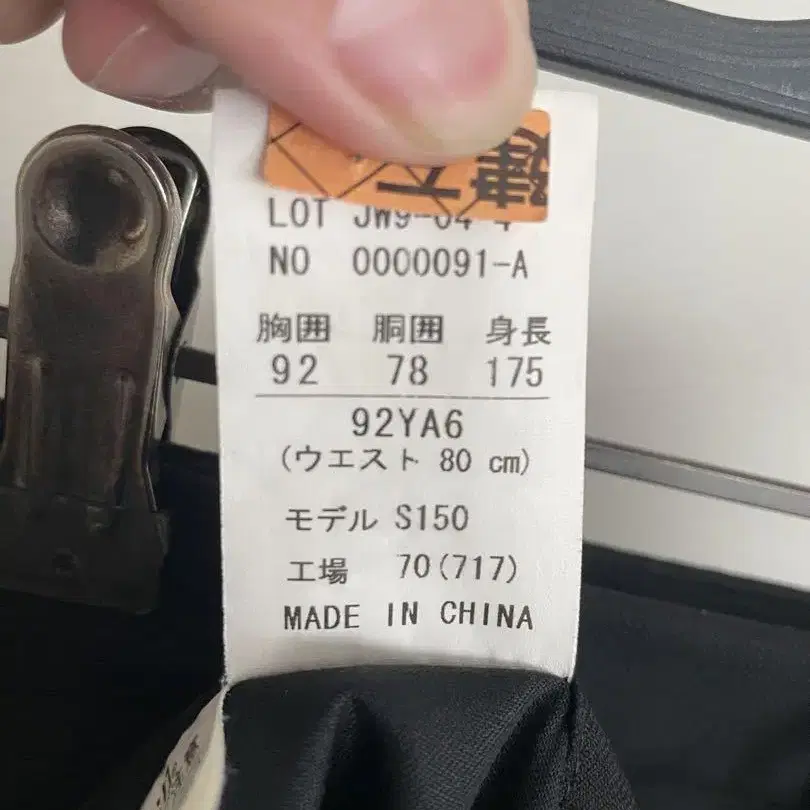 LOT JW9-04-4
NO 0000091-A
胸囲 胴囲 身長
92 78 175
92YA6
(ウエスト 80 cm)
モデル S150
工場 70(717)
MADE IN CHINA